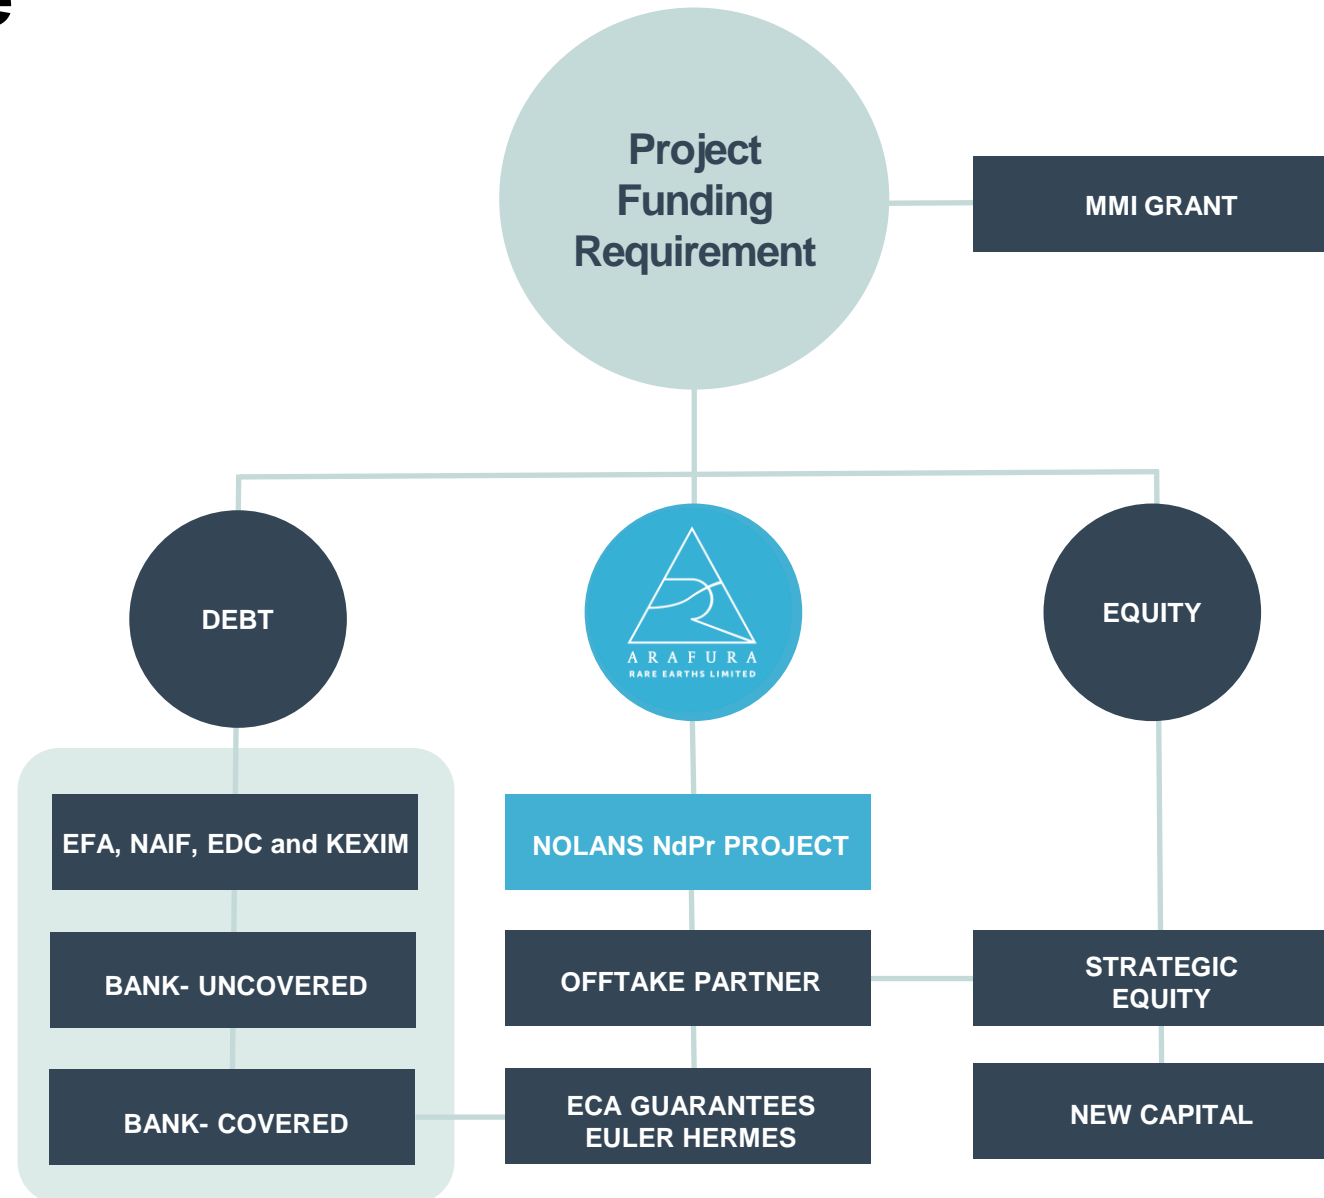 Project
Funding
Requirement
MMI GRANT
DEBT
ARAFURA
RARE EARTHS LIMITED
EQUITY
EFA, NAIF, EDC and KEXIM
NOLANS NdPr PROJECT
BANK- UNCOVERED
OFFTAKE PARTNER
STRATEGIC
EQUITY
BANK- COVERED
ECA GUARANTEES
EULER HERMES
NEW CAPITAL